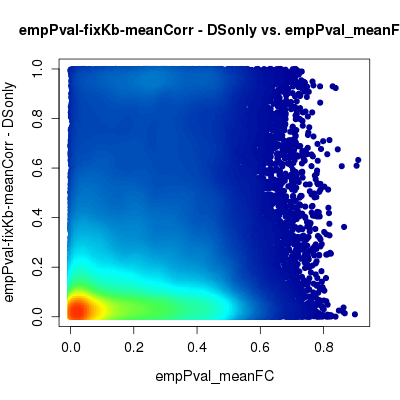 empPval-fixKb-meanCorr - DSonly vs. empPval_meanF
empPval-fixKb-meanCorr - DSonly
1.0
0.8
0.6
0.4
0.2
0.0
0.0 0.2 0.4 0.6 0.8
empPval_meanFC